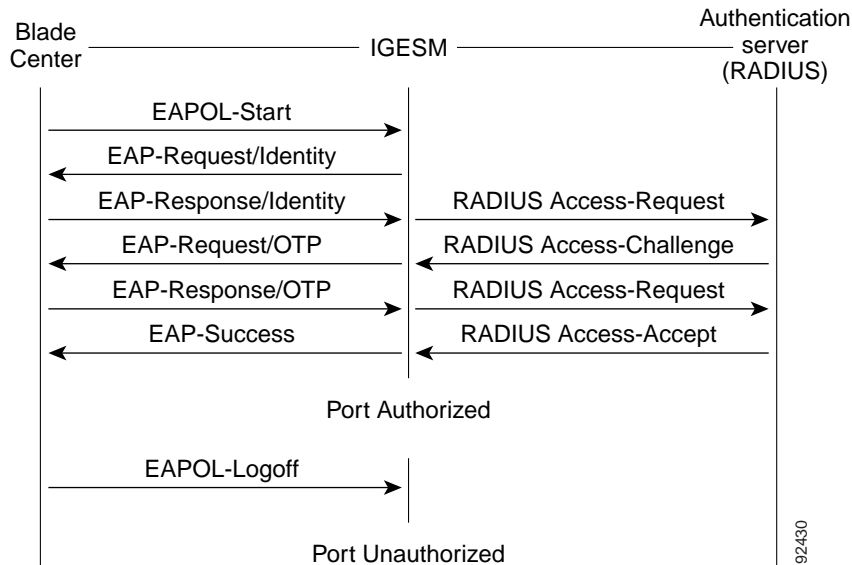 Blade
Center
IGESM
Authentication
server
(RADIUS)
EAPOL-Start
EAP-Request/Identity
EAP-Response/Identity
RADIUS Access-Request
EAP-Request/OTP
RADIUS Access-Challenge
EAP-Response/OTP
RADIUS Access-Request
EAP-Success
RADIUS Access-Accept
Port Authorized
EAPOL-Logoff
Port Unauthorized
92430